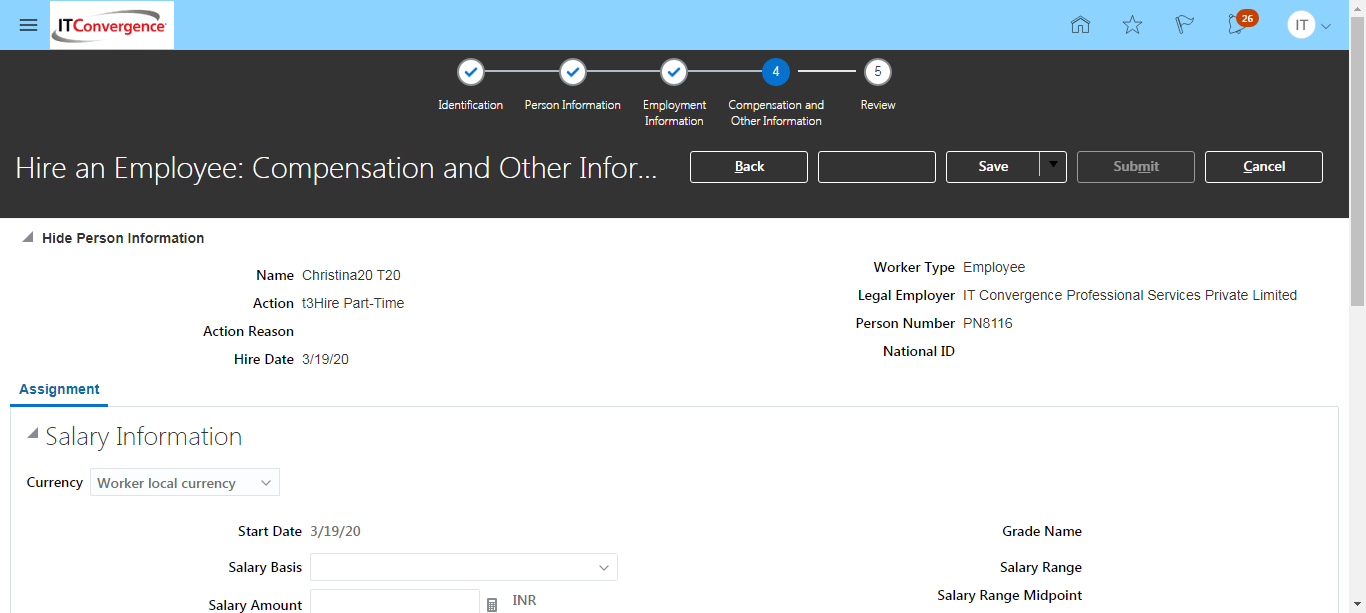 ITConvergence
26
IT
4
5
Identification
Person Information
Employment
Information
Compensation and
Other Information
Review
Hire an Employee: Compensation and Other Infor...
Back
Save
Submit
Cancel
Hide Person Information
Name Christina20 T20
Action t3Hire Part-Time
Action Reason
Hire Date 3/19/20
Worker Type Employee
Legal Employer IT Convergence Professional Services Private Limited
Person Number PN8116
National ID
Assignment
Salary Information
Currency Worker local currency
Start Date 3/19/20
Salary Basis
Salary Amount INR
Grade Name
Salary Range
Salary Range Midpoint